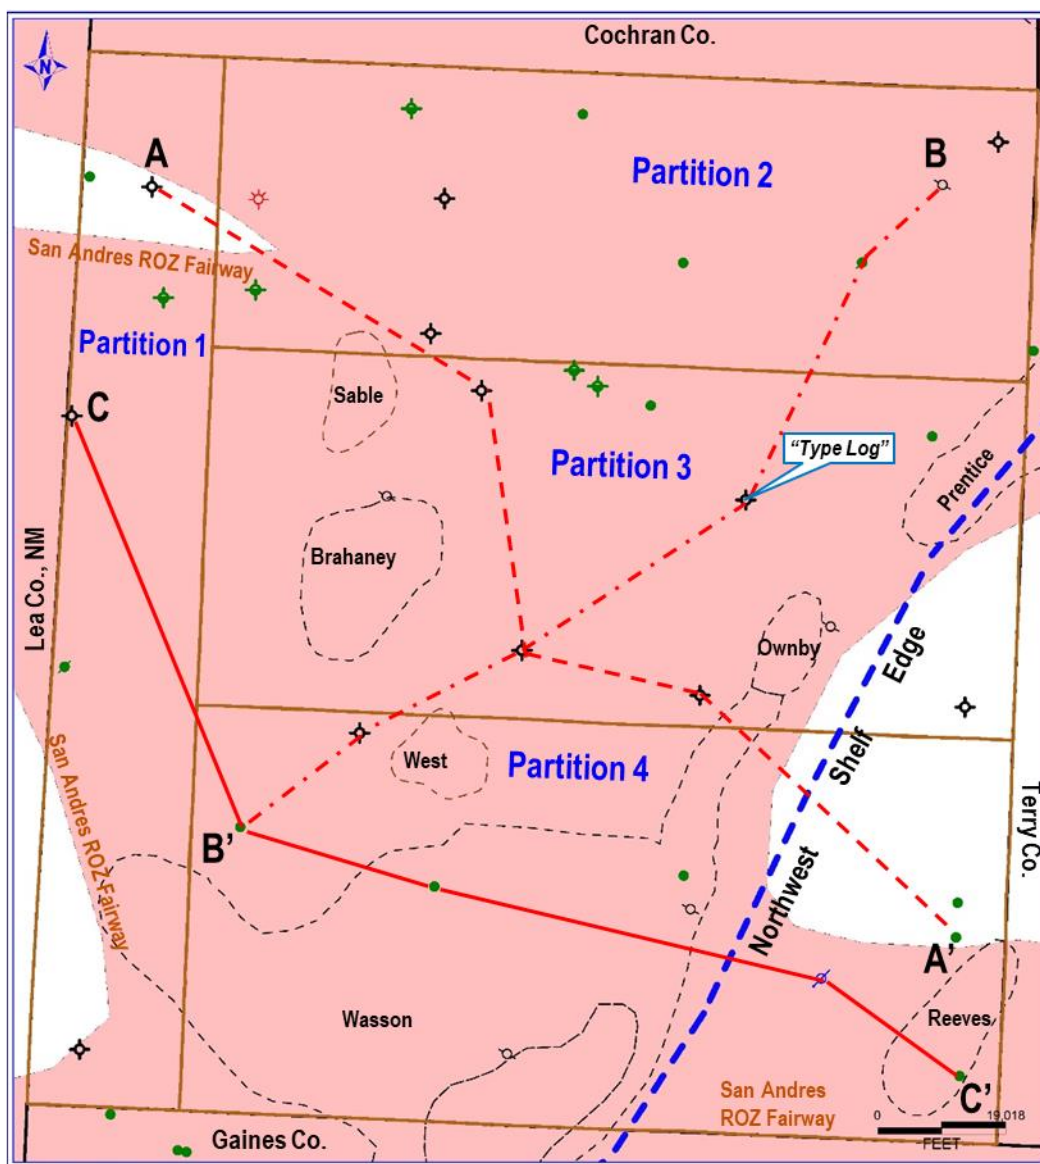 Cochran Co.
N
A
B
Partition 2
San Andres ROZ Fairway
Partition 1
Sable
C
Partition 3
“Type Log”
Prentice
Lea Co., NM
Brahaney
Ownby
Edge
Shelf
Northwest
West
Partition 4
San Andres ROZ Fairway
B’
Terry Co.
A’
Wasson
Reeves
San Andres
ROZ Fairway
C’
0 19,018
FEET
Gaines Co.